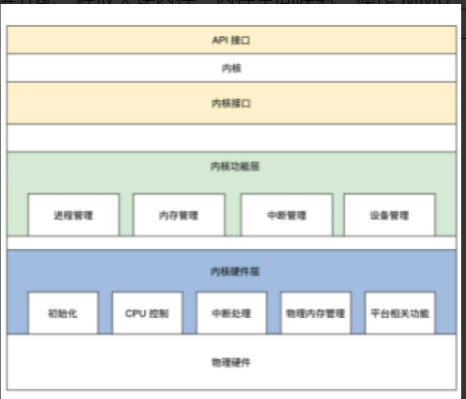 API 接口
内核
内核接口
内核功能层
进程管理 内存管理 中断管理 设备管理
内核硬件层
初始化 CPU 控制 中断处理 物理内存管理 平台相关功能
物理硬件